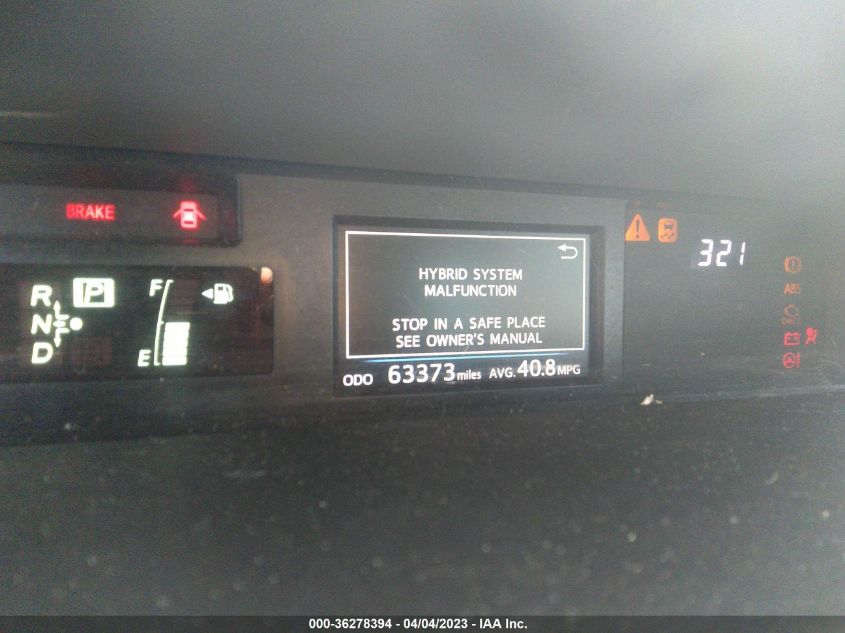 BRAKE
R
N
D
P
F
E
HYBRID SYSTEM
MALFUNCTION
STOP IN A SAFE PLACE
SEE OWNER'S MANUAL
ODO 63373 miles AVG. 40.8 MPG
321
ABS
CHECK
000-36278394 - 04/04/2023 - IAA Inc.